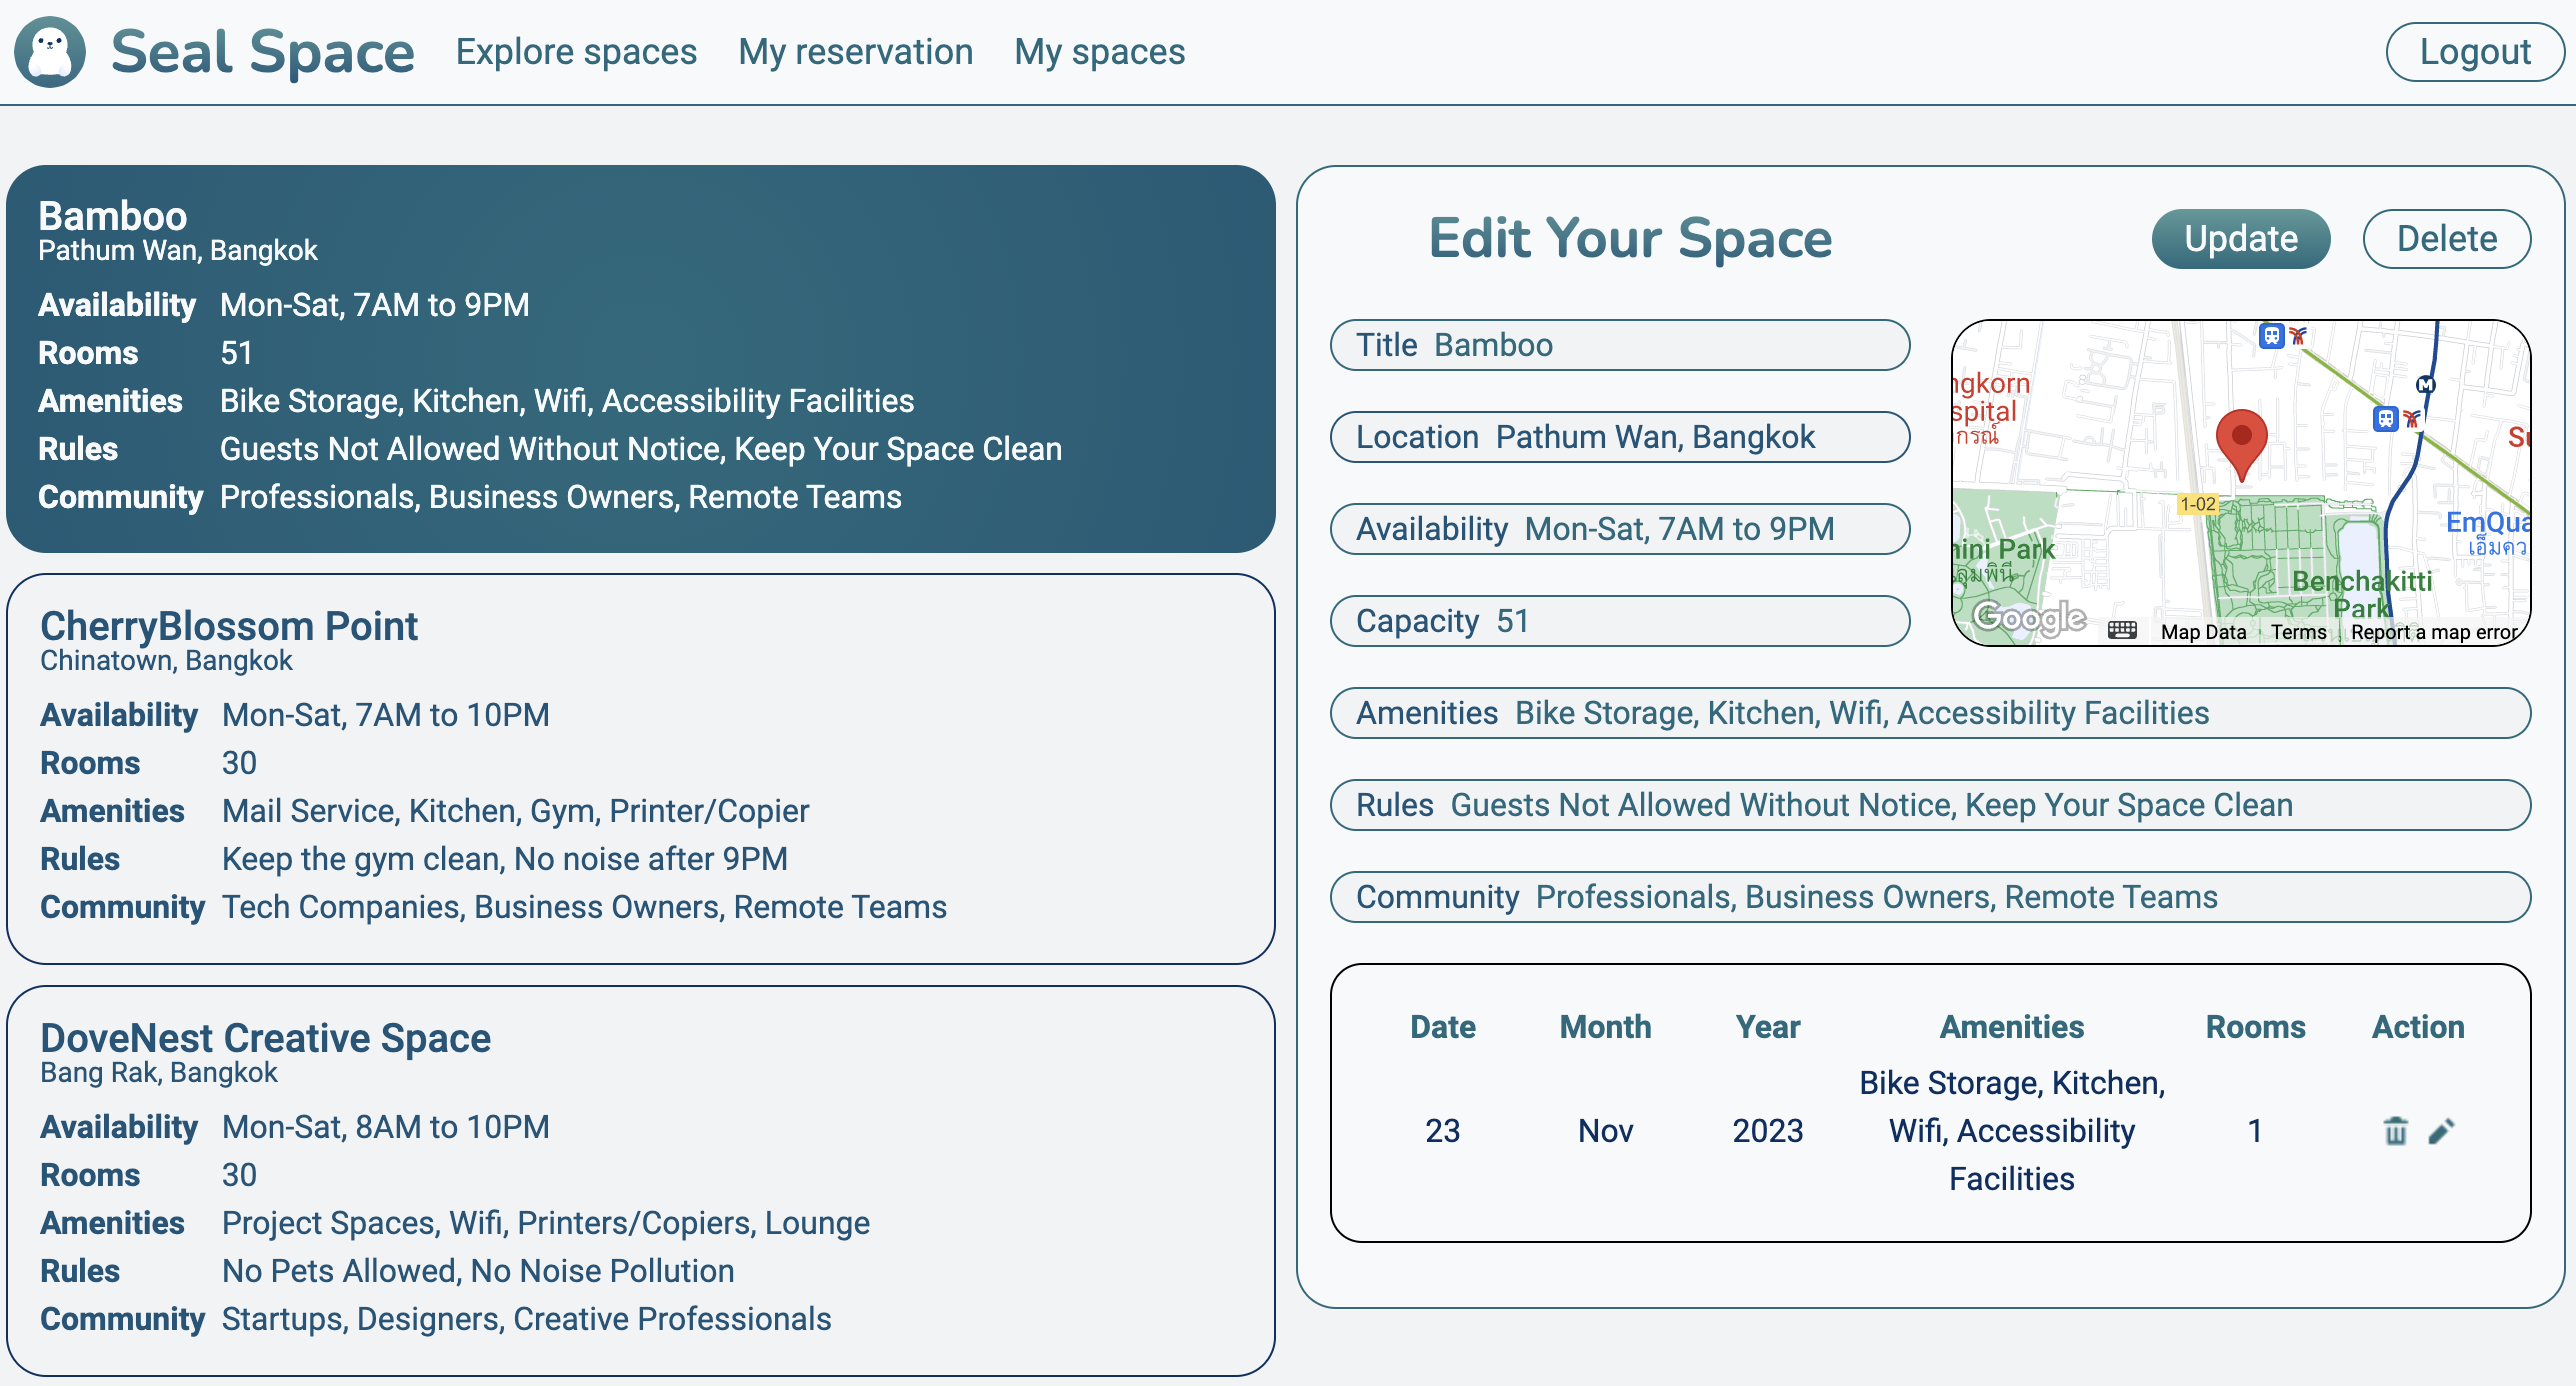 Seal Space
Explore spaces
My reservation
My spaces
Logout
Bamboo
Pathum Wan, Bangkok
Availability Mon-Sat, 7AM to 9PM
Rooms 51
Amenities Bike Storage, Kitchen, Wifi, Accessibility Facilities
Rules Guests Not Allowed Without Notice, Keep Your Space Clean
Community Professionals, Business Owners, Remote Teams
CherryBlossom Point
Chinatown, Bangkok
Availability Mon-Sat, 7AM to 10PM
Rooms 30
Amenities Mail Service, Kitchen, Gym, Printer/Copier
Rules Keep the gym clean, No noise after 9PM
Community Tech Companies, Business Owners, Remote Teams
DoveNest Creative Space
Bang Rak, Bangkok
Availability Mon-Sat, 8AM to 10PM
Rooms 30
Amenities Project Spaces, Wifi, Printers/Copiers, Lounge
Rules No Pets Allowed, No Noise Pollution
Community Startups, Designers, Creative Professionals
Edit Your Space
Update
Delete
Title Bamboo
Location Pathum Wan, Bangkok
Availability Mon-Sat, 7AM to 9PM
Capacity 51
ngkorn
spital
กรณ์
M
Su
1-02
EmQua
เอ็มคว
nini Park
ลุมพินี
Benchakitti
Park
Google
Map Data
Terms
Report a map error
Amenities Bike Storage, Kitchen, Wifi, Accessibility Facilities
Rules Guests Not Allowed Without Notice, Keep Your Space Clean
Community Professionals, Business Owners, Remote Teams
Date Month Year Amenities Rooms Action
Bike Storage, Kitchen,
23 Nov 2023 Wifi, Accessibility 1
Facilities